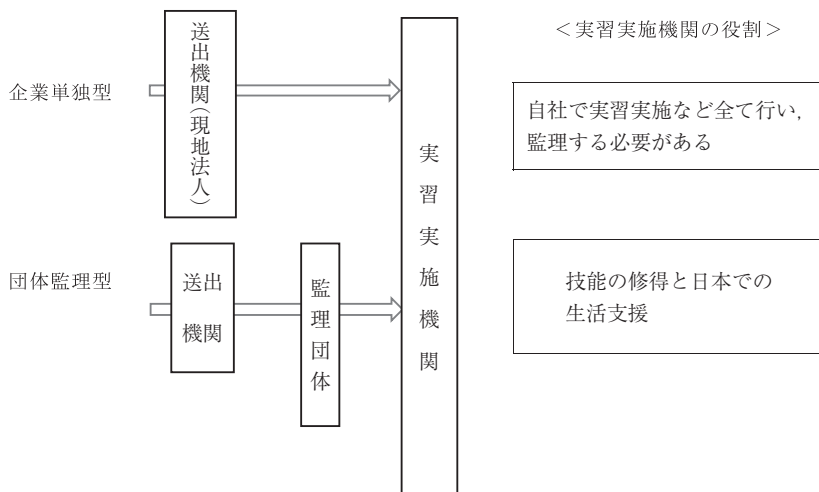 ＜実習実施機関の役割＞
企業単独型
送出機関（現地法人）
自社で実習実施など全て行い，
監理する必要がある
実習実施機関
団体監理型
送出
機関
監理団体
技能の修得と日本での
生活支援